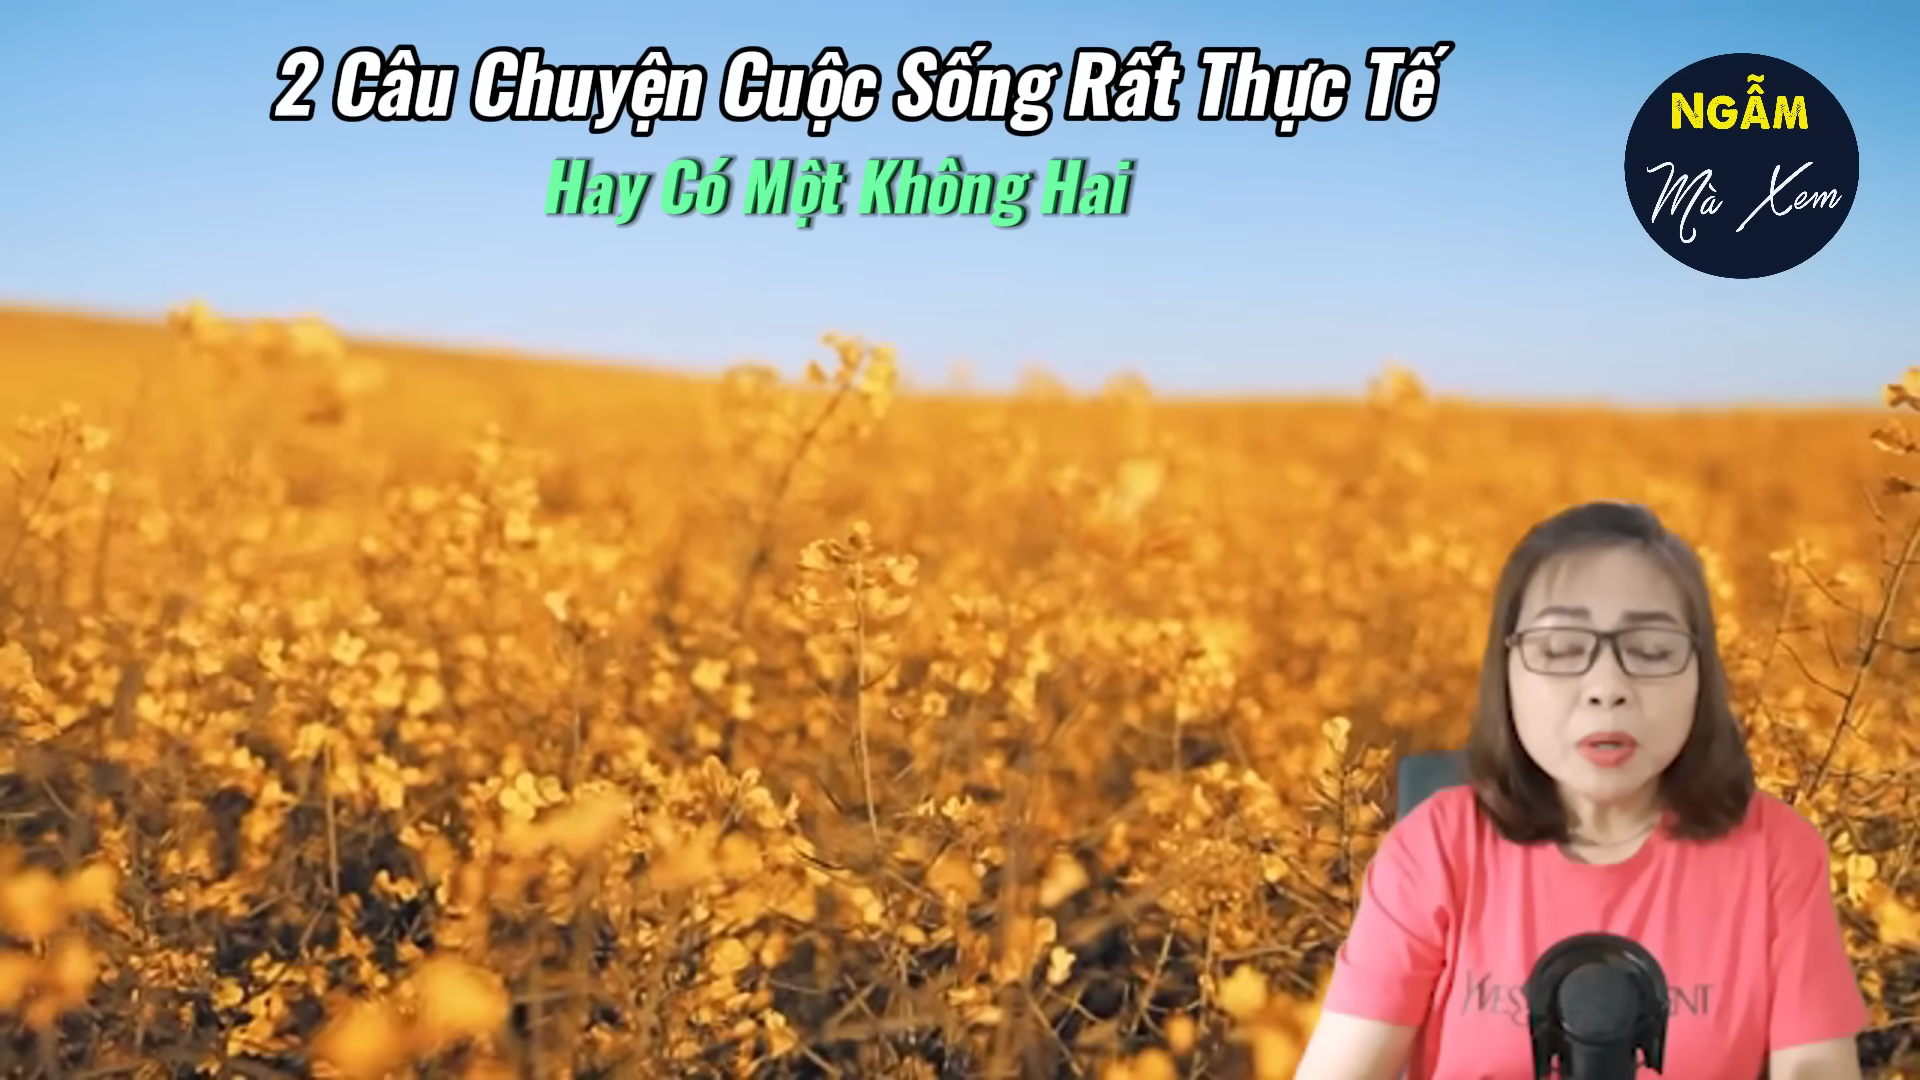 2 Câu Chuyện Cuộc Sống Rất Thực Tế
Hay Có Một Không Hai
NGẪM
Mà Xem